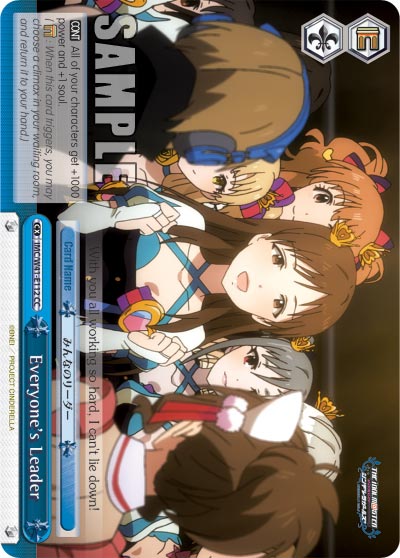 SAMPLE
CONT All of your characters get +1000
power and +1 soul.
( : When this card triggers, you may
choose a climax in your waiting room,
and return it to your hand.)
With you all working so hard, I can't lie down!
Card Name
みんなのリーダー
Everyone's Leader
©BNEI / PROJECT CINDERELLA
THE IDOLM@STER